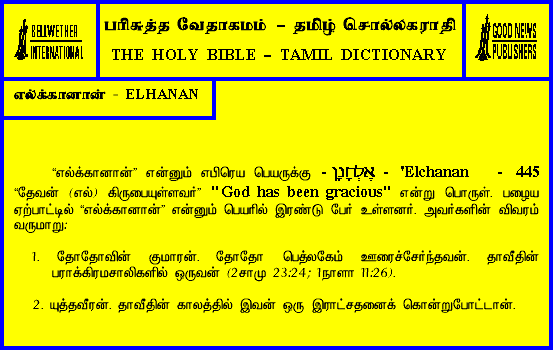 BELLWETHER
INTERNATIONAL
பரிசுத்த வேதாகமம் – தமிழ் சொல்லகராதி
THE HOLY BIBLE – TAMIL DICTIONARY
GOOD NEWS
PUBLISHERS
எல்க்கானான் - ELHANAN
“எல்க்கானான்” என்னும் எபிரெய பெயருக்கு - אֶלְחָנָן - 'Elchanan - 445
“தேவன் (எல்) கிருபையுள்ளவர்” "God has been gracious" என்று பொருள். பழைய
ஏற்பாட்டில் “எல்க்கானான்” என்னும் பெயரில் இரண்டு பேர் உள்ளனர். அவர்களின் விவரம்
வருமாறு:
1. தோதோவின் குமாரன். தோதோ பெத்லகேம் ஊரைச்சேர்ந்தவன். தாவீதின்
பராக்கிரமசாலிகளில் ஒருவன் (2சாமு 23:24; 1நாளா 11:26).
2. யுத்தவீரன். தாவீதின் காலத்தில் இவன் ஒரு இராட்சதனைக் கொன்றுபோட்டான்.